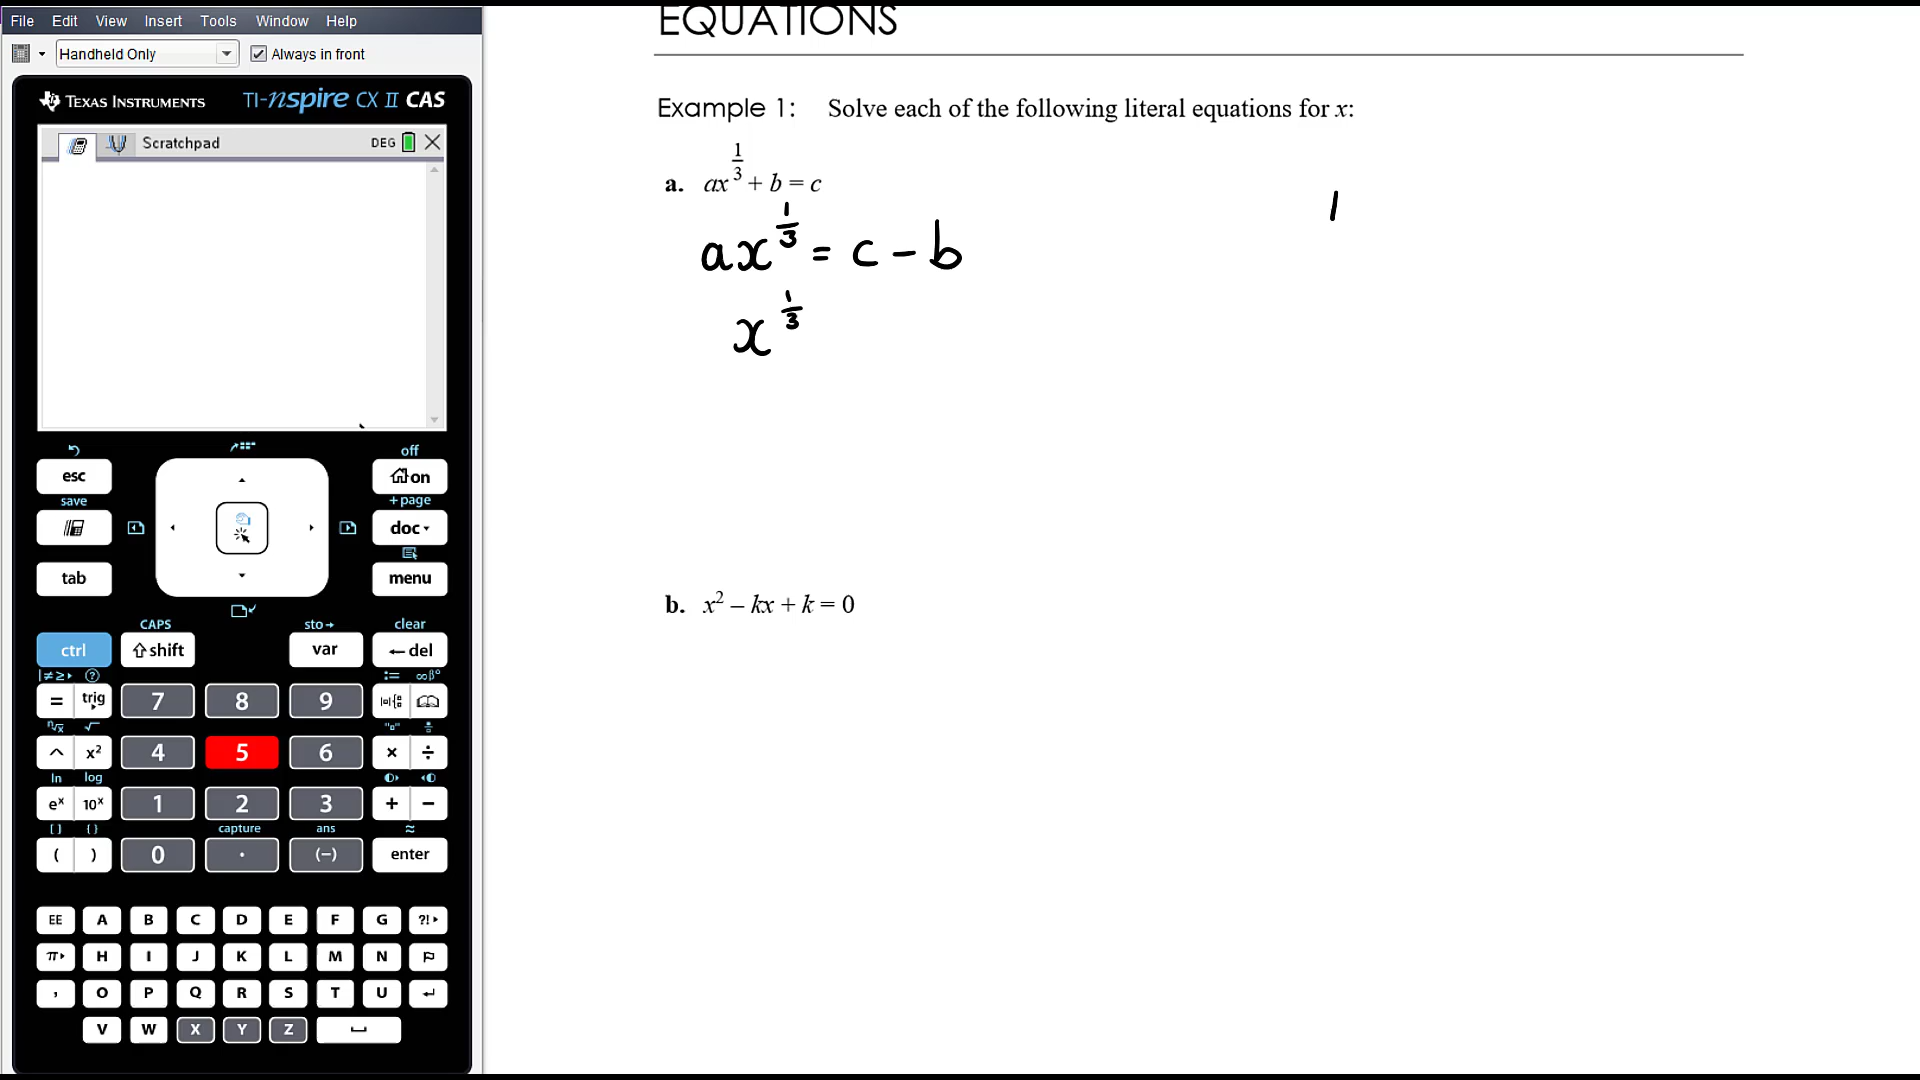 File Edit View Insert Tools Window Help
Handheld Only Always in front
TEXAS INSTRUMENTS TI-nspire CX II CAS
Scratchpad DEG
off
esc on
save + page
doc
tab menu
CAPS sto→ clear
ctrl ⇧shift var ←del
|≠≥▸ ? := ∞β°
= trig 7 8 9
ⁿ√x √
^ x² 4 5 6 × ÷
ln log
eˣ 10ˣ 1 2 3 + −
[ ] { } capture ans ≈
( ) 0 . (−) enter
EE A B C D E F G ?!▸
π▸ H I J K L M N
, O P Q R S T U ↵
V W X Y Z
EQUATIONS
Example 1: Solve each of the following literal equations for x:
a. ax^(1/3) + b = c
ax^(1/3) = c − b
x^(1/3)
b. x² – kx + k = 0